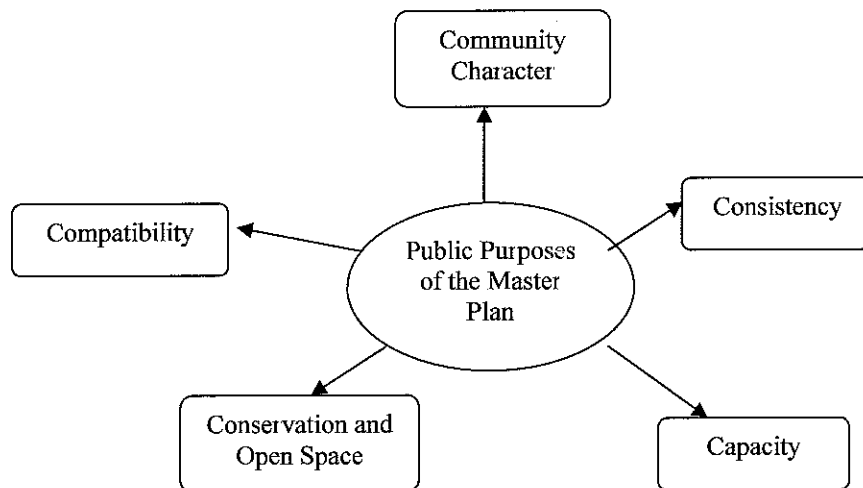 Community
Character
Consistency
Compatibility
Public Purposes
of the Master
Plan
Conservation and
Open Space
Capacity